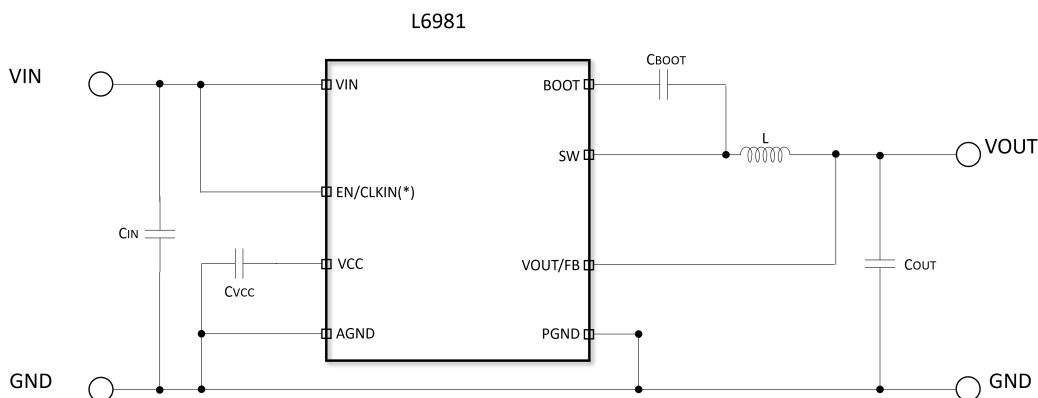 L6981
CBOOT
VIN
VIN
BOOT
L
VOUT
SW
EN/CLKIN(*)
CIN
VCC
VOUT/FB
COUT
CVCC
AGND
PGND
GND
GND